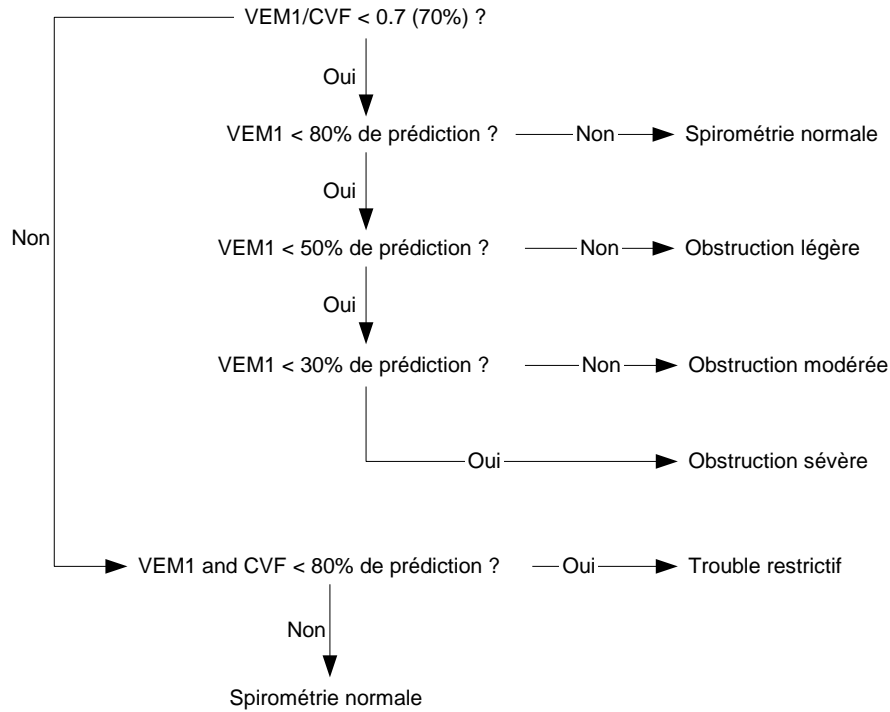 VEM1/CVF < 0.7 (70%) ?
Oui
VEM1 < 80% de prédiction ?
Non
Spirométrie normale
Oui
Non
VEM1 < 50% de prédiction ?
Non
Obstruction légère
Oui
VEM1 < 30% de prédiction ?
Non
Obstruction modérée
Oui
Obstruction sévère
VEM1 and CVF < 80% de prédiction ?
Oui
Trouble restrictif
Non
Spirométrie normale